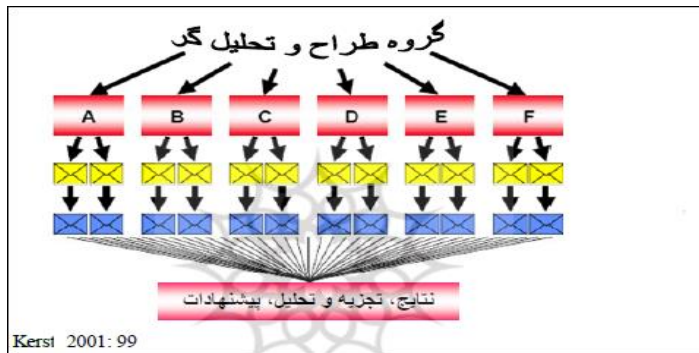 گروه طراح و تحلیل گر
A B C D E F
نتایج، تجزیه و تحلیل، پیشنهادات
Kerst 2001: 99